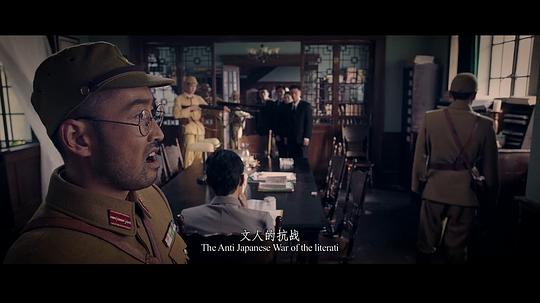 文人的抗战
The Anti Japanese War of the literati